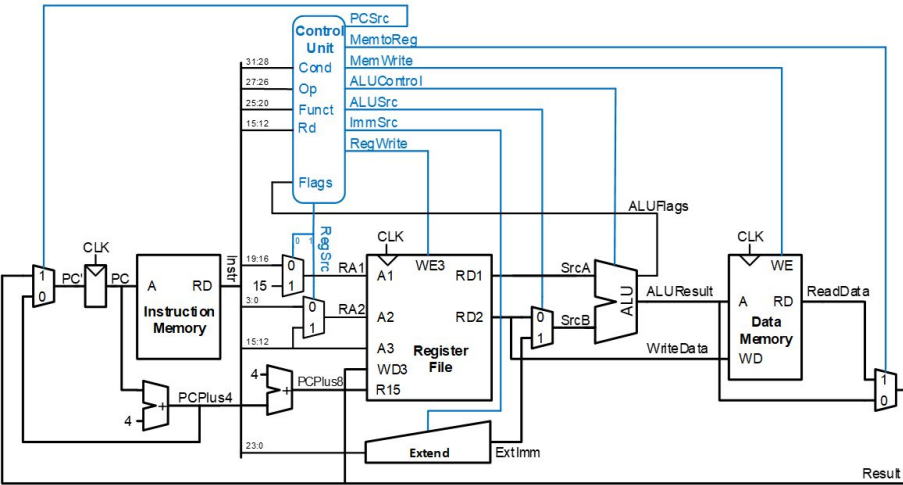 Control
Unit
PCSrc
MemtoReg
MemWrite
ALUControl
ALUSrc
ImmSrc
RegWrite
31:28
Cond
27:26
Op
25:20
Funct
15:12
Rd
Flags
ALUFlags
0 1
RegSrc
CLK
CLK
CLK
1
0
PC'
PC
A
RD
Instruction
Memory
Instr
19:16
15
0
1
RA1
3:0
0
1
RA2
15:12
A1
A2
A3
WD3
R15
WE3
RD1
RD2
Register
File
SrcA
0
1
SrcB
ALU
ALUResult
WriteData
WE
A
RD
Data
Memory
WD
ReadData
1
0
4
+
PCPlus4
4
+
PCPlus8
23:0
Extend
ExtImm
Result